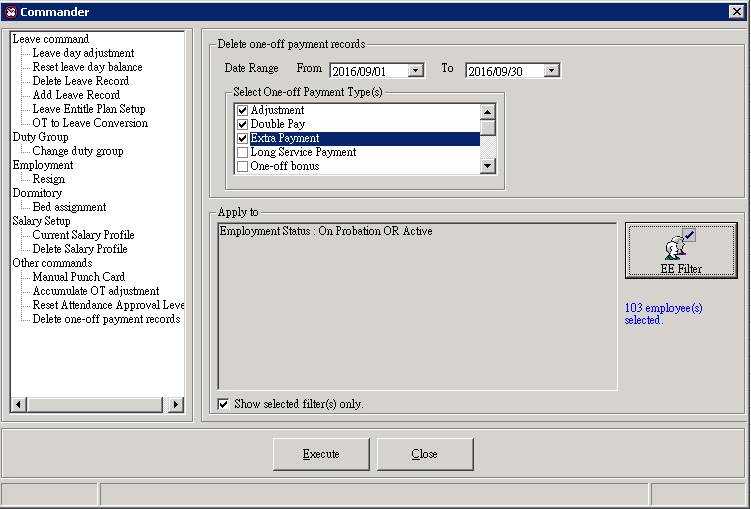 Commander
Leave command
Leave day adjustment
Reset leave day balance
Delete Leave Record
Add Leave Record
Leave Entitle Plan Setup
OT to Leave Conversion
Duty Group
Change duty group
Employment
Resign
Dormitory
Bed assignment
Salary Setup
Current Salary Profile
Delete Salary Profile
Other commands
Manual Punch Card
Accumulate OT adjustment
Reset Attendance Approval Leve
Delete one-off payment records
Delete one-off payment records
Date Range From 2016/09/01 To 2016/09/30
Select One-off Payment Type(s)
Adjustment
Double Pay
Extra Payment
Long Service Payment
One-off bonus
Apply to
Employment Status : On Probation OR Active
EE Filter
103 employee(s)
selected.
Show selected filter(s) only.
Execute Close